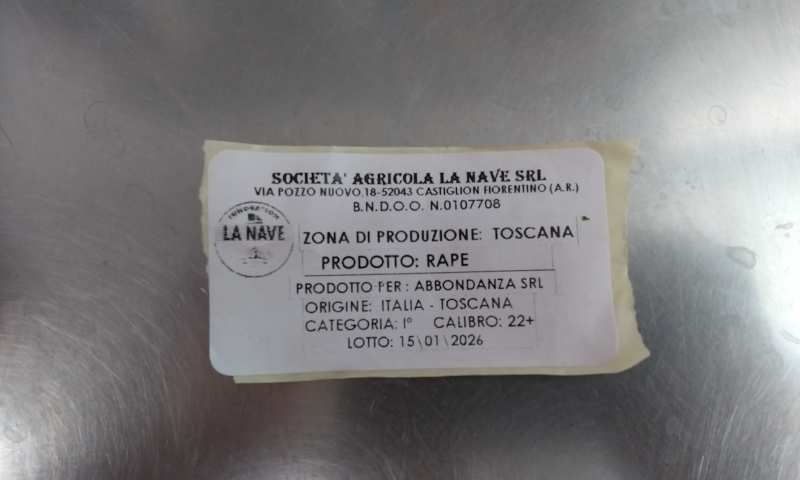 SOCIETA' AGRICOLA LA NAVE SRL
VIA POZZO NUOVO,18-52043 CASTIGLION FIORENTINO (A.R.)
B.N.D.O.O. N.0107708
INNOVATION
LA NAVE
ZONA DI PRODUZIONE: TOSCANA
PRODOTTO: RAPE
PRODOTTO PER : ABBONDANZA SRL
ORIGINE: ITALIA - TOSCANA
CATEGORIA: I° CALIBRO: 22+
LOTTO: 15\01\2026